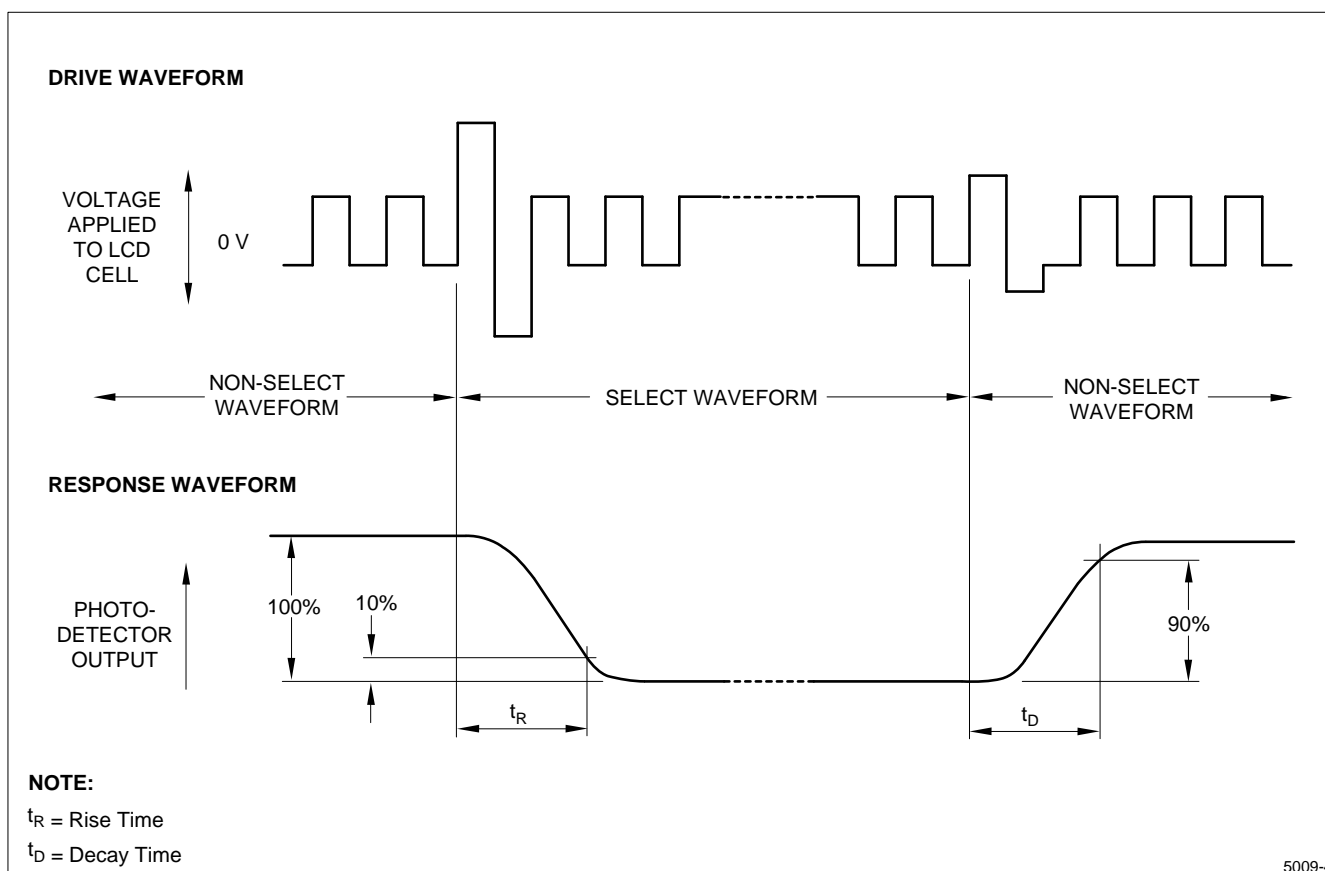 DRIVE WAVEFORM
VOLTAGE
APPLIED
TO LCD
CELL
0 V
NON-SELECT
WAVEFORM
SELECT WAVEFORM
NON-SELECT
WAVEFORM
RESPONSE WAVEFORM
PHOTO-
DETECTOR
OUTPUT
100%
10%
90%
tR
tD
NOTE:
tR = Rise Time
tD = Decay Time